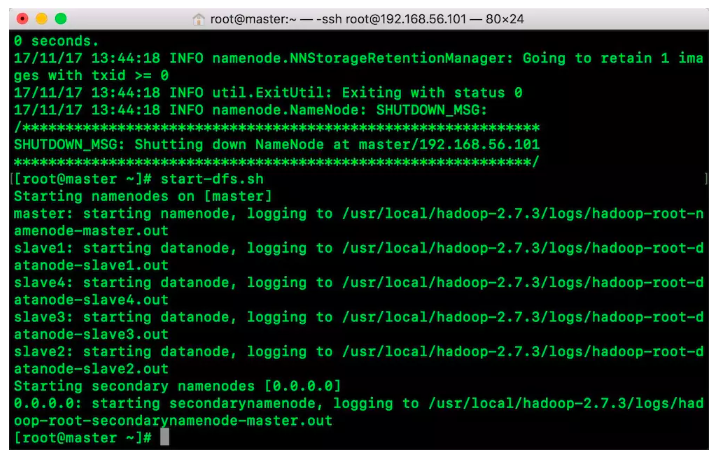 root@master:~ — -ssh root@192.168.56.101 — 80×24
0 seconds.
17/11/17 13:44:18 INFO namenode.NNStorageRetentionManager: Going to retain 1 ima
ges with txid >= 0
17/11/17 13:44:18 INFO util.ExitUtil: Exiting with status 0
17/11/17 13:44:18 INFO namenode.NameNode: SHUTDOWN_MSG:
/************************************************************
SHUTDOWN_MSG: Shutting down NameNode at master/192.168.56.101
************************************************************/
[[root@master ~]# start-dfs.sh ]
Starting namenodes on [master]
master: starting namenode, logging to /usr/local/hadoop-2.7.3/logs/hadoop-root-n
amenode-master.out
slave1: starting datanode, logging to /usr/local/hadoop-2.7.3/logs/hadoop-root-d
atanode-slave1.out
slave4: starting datanode, logging to /usr/local/hadoop-2.7.3/logs/hadoop-root-d
atanode-slave4.out
slave3: starting datanode, logging to /usr/local/hadoop-2.7.3/logs/hadoop-root-d
atanode-slave3.out
slave2: starting datanode, logging to /usr/local/hadoop-2.7.3/logs/hadoop-root-d
atanode-slave2.out
Starting secondary namenodes [0.0.0.0]
0.0.0.0: starting secondarynamenode, logging to /usr/local/hadoop-2.7.3/logs/had
oop-root-secondarynamenode-master.out
[root@master ~]#